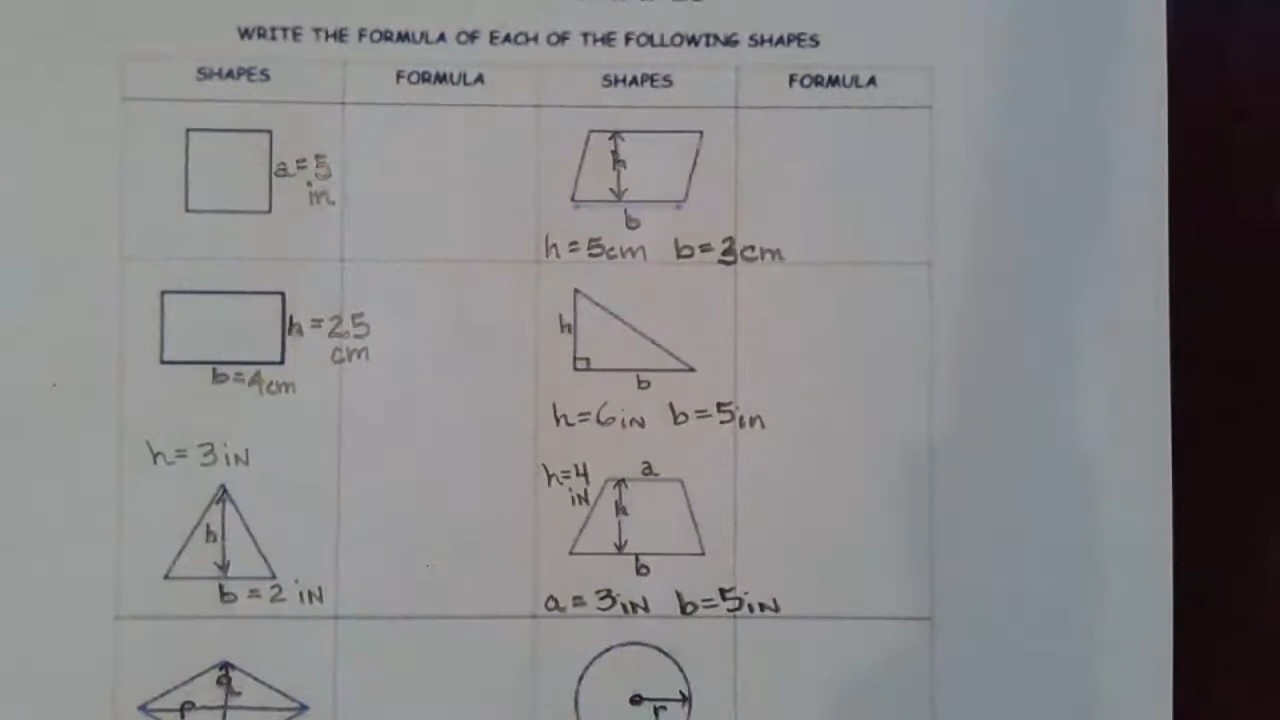 WRITE THE FORMULA OF EACH OF THE FOLLOWING SHAPES
SHAPES FORMULA SHAPES FORMULA
a = 5
in
h
b
h = 5cm b = 3cm
h = 2.5
cm
b = 4cm
h
b
h = 6in b = 5in
h = 3in
h
b = 2 in
h=4
in
a
h
b
a = 3in b = 5in
q
p
r